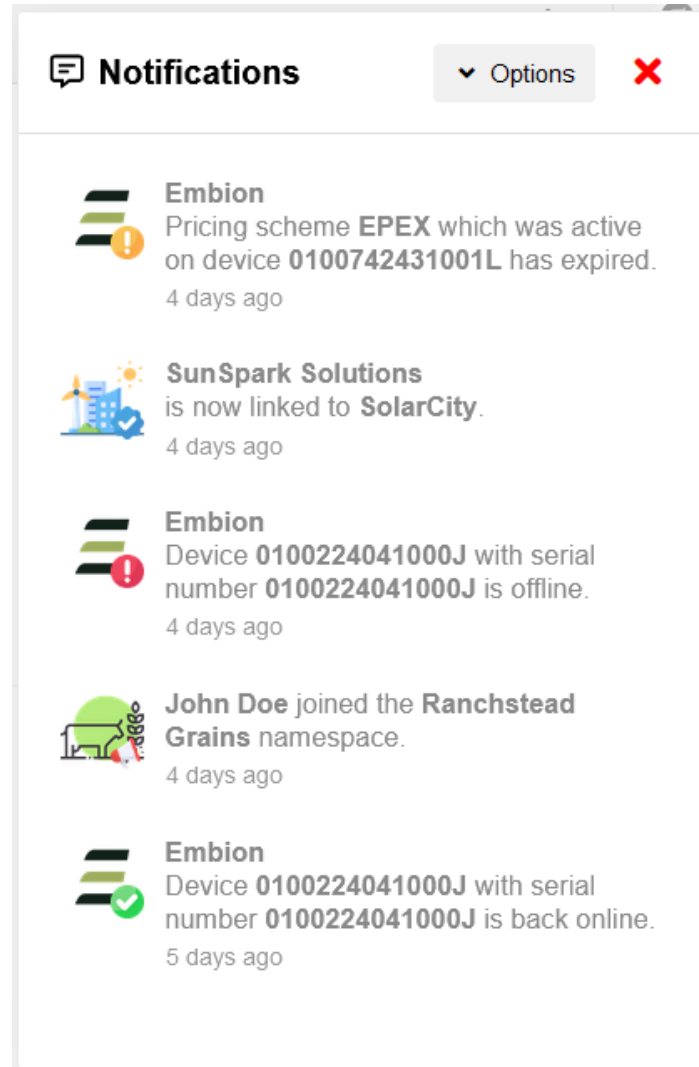 Notifications
Options
Embion
Pricing scheme EPEX which was active
on device 0100742431001L has expired.
4 days ago
SunSpark Solutions
is now linked to SolarCity.
4 days ago
Embion
Device 0100224041000J with serial
number 0100224041000J is offline.
4 days ago
John Doe joined the Ranchstead
Grains namespace.
4 days ago
Embion
Device 0100224041000J with serial
number 0100224041000J is back online.
5 days ago